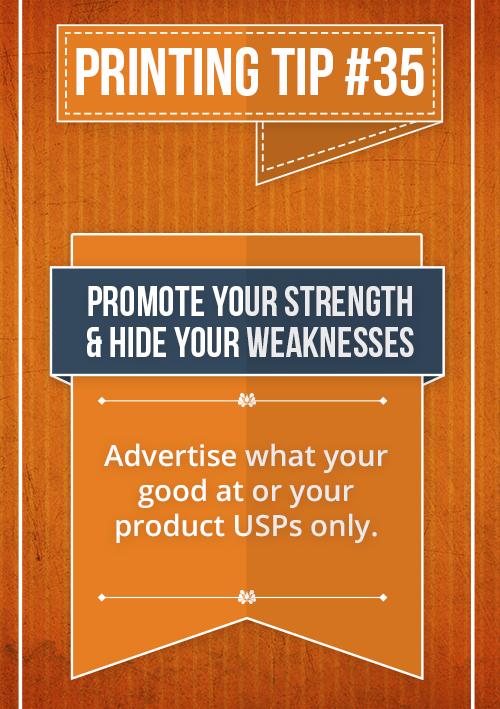 PRINTING TIP #35
PROMOTE YOUR STRENGTH
& HIDE YOUR WEAKNESSES
Advertise what your
good at or your
product USPs only.